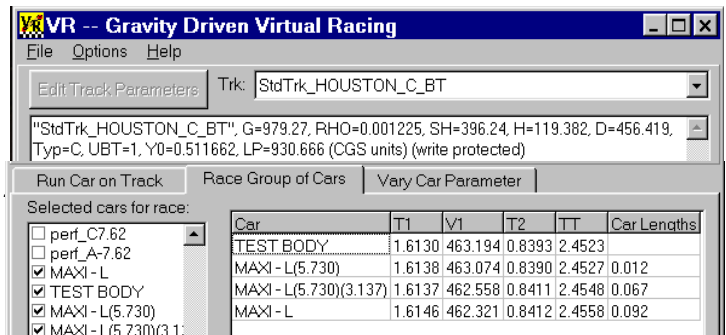 VR VR -- Gravity Driven Virtual Racing
File Options Help
Edit Track Parameters Trk: StdTrk_HOUSTON_C_BT
"StdTrk_HOUSTON_C_BT", G=979.27, RHO=0.001225, SH=396.24, H=119.382, D=456.419,
Typ=C, UBT=1, Y0=0.511662, LP=930.666 (CGS units) (write protected)
Run Car on Track Race Group of Cars Vary Car Parameter
Selected cars for race:
perf_C7.62
perf_A-7.62
MAXI - L
TEST BODY
MAXI - L(5.730)
MAXI - L(5.730)(3.1
Car T1 V1 T2 TT Car Lengths
TEST BODY 1.6130 463.194 0.8393 2.4523
MAXI - L(5.730) 1.6138 463.074 0.8390 2.4527 0.012
MAXI - L(5.730)(3.137) 1.6137 462.558 0.8411 2.4548 0.067
MAXI - L 1.6146 462.321 0.8412 2.4558 0.092